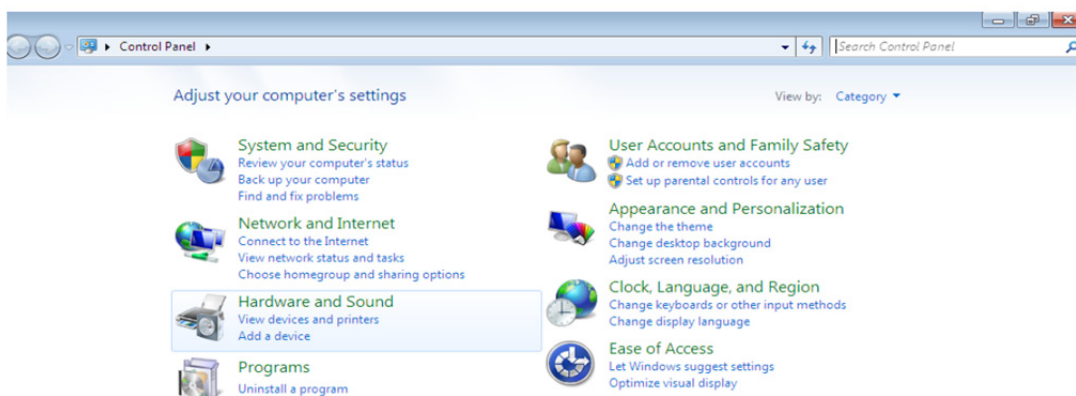 Control Panel
Search Control Panel
Adjust your computer's settings
View by: Category
System and Security
Review your computer's status
Back up your computer
Find and fix problems
Network and Internet
Connect to the Internet
View network status and tasks
Choose homegroup and sharing options
Hardware and Sound
View devices and printers
Add a device
Programs
Uninstall a program
User Accounts and Family Safety
Add or remove user accounts
Set up parental controls for any user
Appearance and Personalization
Change the theme
Change desktop background
Adjust screen resolution
Clock, Language, and Region
Change keyboards or other input methods
Change display language
Ease of Access
Let Windows suggest settings
Optimize visual display